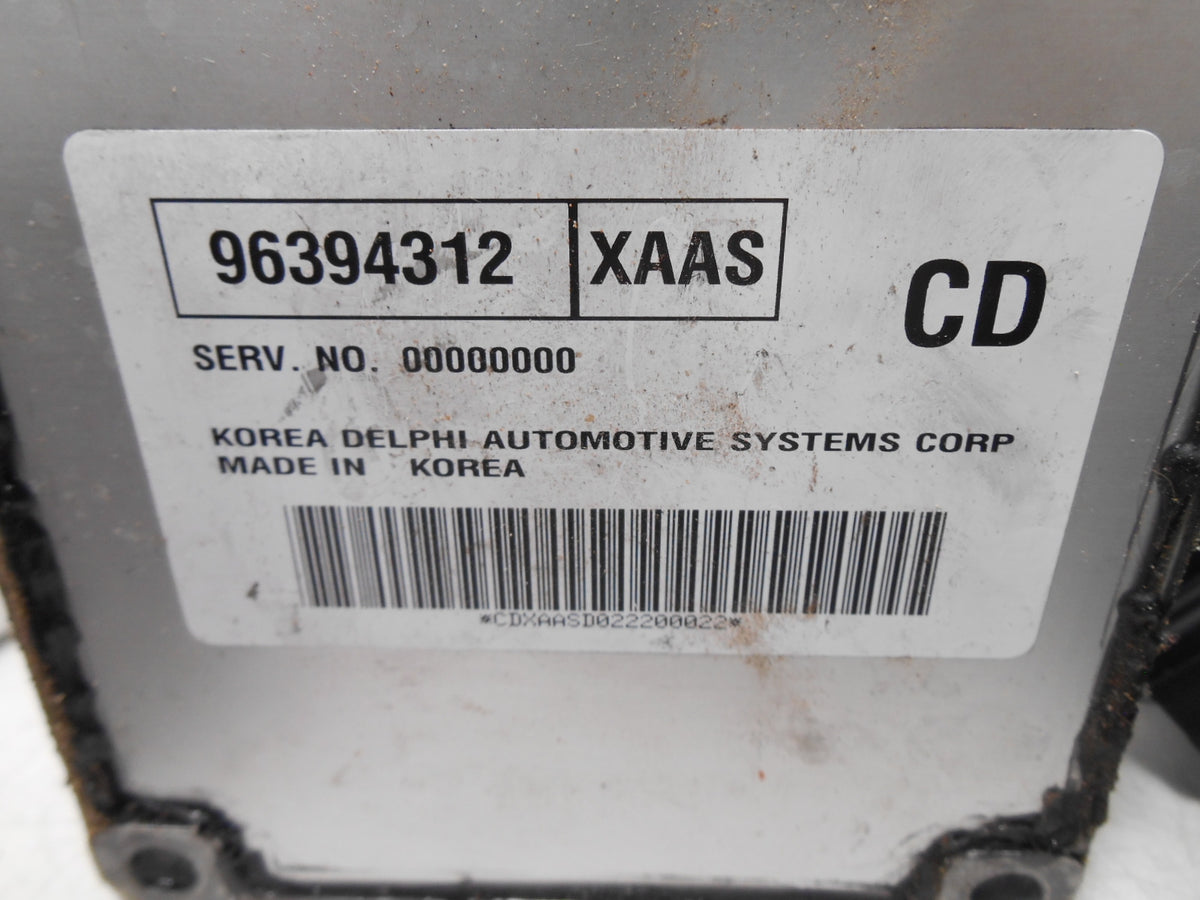 96394312 XAAS
CD
SERV. NO. 00000000
KOREA DELPHI AUTOMOTIVE SYSTEMS CORP
MADE IN KOREA
*CDXAASD022200022*